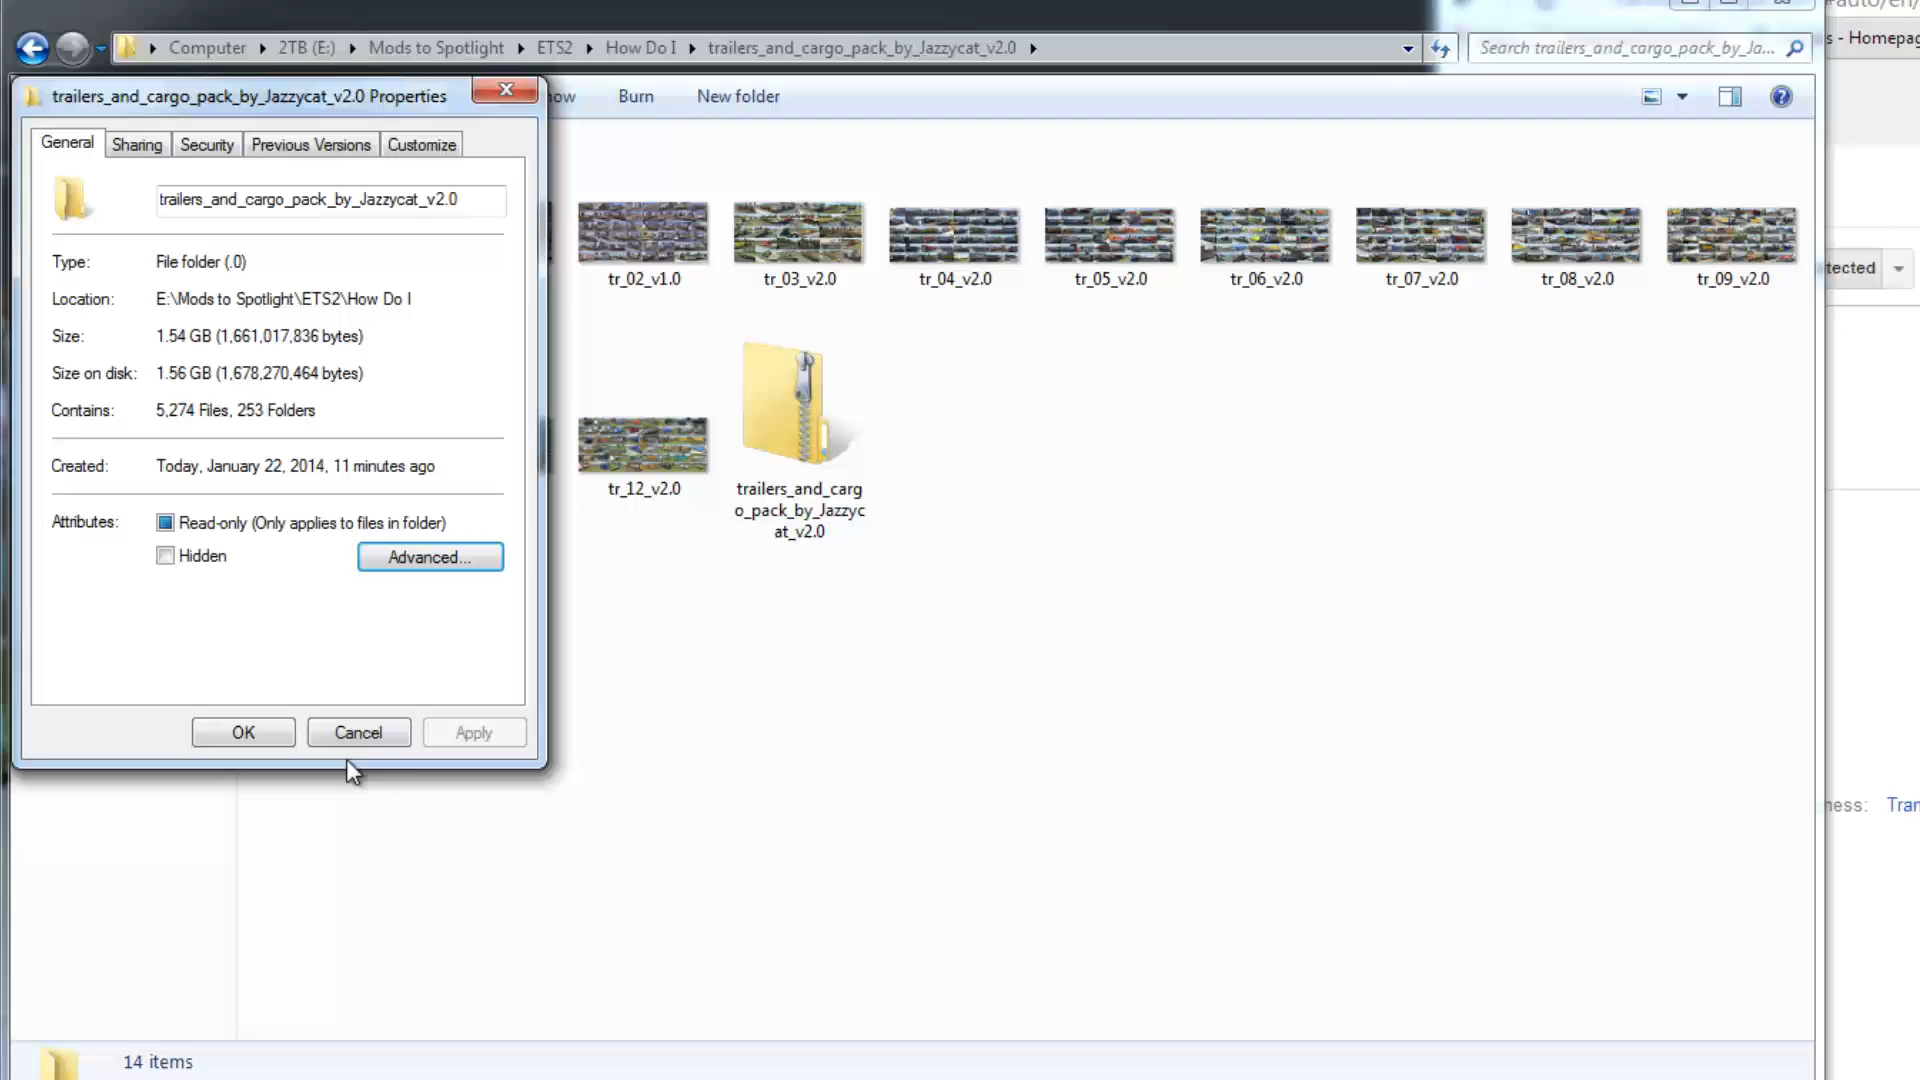 #auto/en/
Computer 2TB (E:) Mods to Spotlight ETS2 How Do I trailers_and_cargo_pack_by_Jazzycat_v2.0
Search trailers_and_cargo_pack_by_Ja...
s - Homepag
trailers_and_cargo_pack_by_Jazzycat_v2.0 Properties
ow Burn New folder
General Sharing Security Previous Versions Customize
trailers_and_cargo_pack_by_Jazzycat_v2.0
Type: File folder (.0)
Location: E:\Mods to Spotlight\ETS2\How Do I
Size: 1.54 GB (1,661,017,836 bytes)
Size on disk: 1.56 GB (1,678,270,464 bytes)
Contains: 5,274 Files, 253 Folders
Created: Today, January 22, 2014, 11 minutes ago
Attributes: Read-only (Only applies to files in folder)
Hidden Advanced...
OK Cancel Apply
tr_02_v1.0 tr_03_v2.0 tr_04_v2.0 tr_05_v2.0 tr_06_v2.0 tr_07_v2.0 tr_08_v2.0 tr_09_v2.0
tected
tr_12_v2.0
trailers_and_carg
o_pack_by_Jazzyc
at_v2.0
ness: Tran
14 items